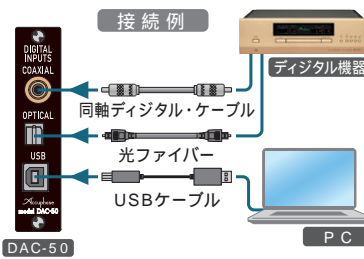 接続例
DIGITAL
INPUTS
COAXIAL
ディジタル機器
同軸ディジタル・ケーブル
OPTICAL
光ファイバー
USB
USBケーブル
Accuphase
model DAC-50
DAC-50
PC